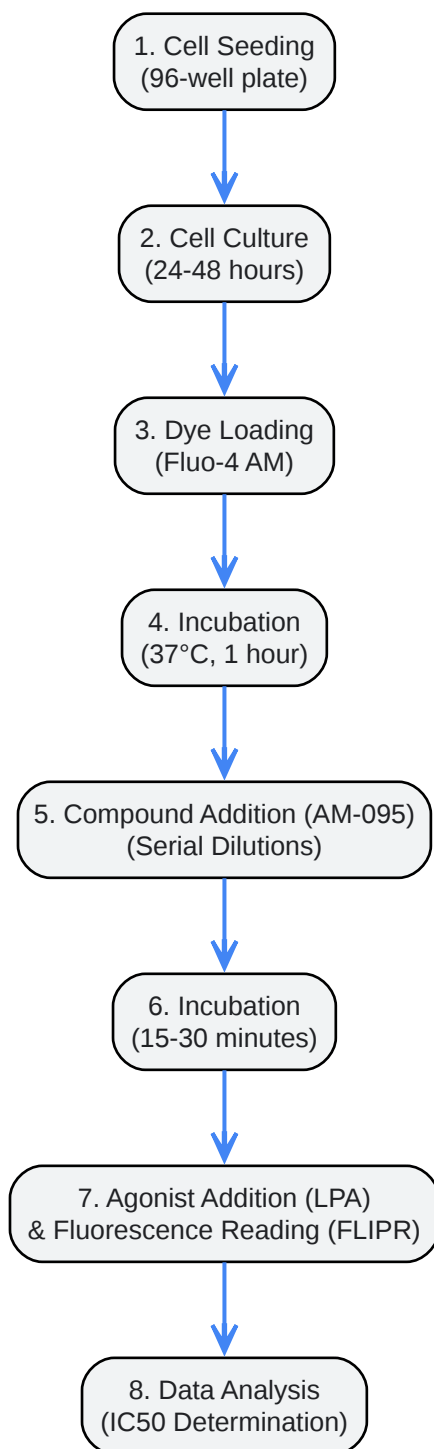 1. Cell Seeding
(96-well plate)
2. Cell Culture
(24-48 hours)
3. Dye Loading
(Fluo-4 AM)
4. Incubation
(37°C, 1 hour)
5. Compound Addition (AM-095)
(Serial Dilutions)
6. Incubation
(15-30 minutes)
7. Agonist Addition (LPA)
& Fluorescence Reading (FLIPR)
8. Data Analysis
(IC50 Determination)